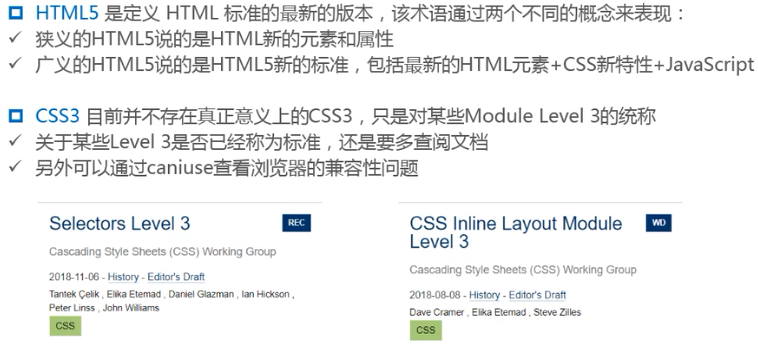 HTML5 是定义 HTML 标准的最新的版本，该术语通过两个不同的概念来表现：
狭义的HTML5说的是HTML新的元素和属性
广义的HTML5说的是HTML5新的标准，包括最新的HTML元素+CSS新特性+JavaScript
CSS3 目前并不存在真正意义上的CSS3，只是对某些Module Level 3的统称
关于某些Level 3是否已经称为标准，还是要多查阅文档
另外可以通过caniuse查看浏览器的兼容性问题
Selectors Level 3
REC
Cascading Style Sheets (CSS) Working Group
2018-11-06 - History - Editor's Draft
Tantek Çelik , Elika Etemad , Daniel Glazman , Ian Hickson ,
Peter Linss , John Williams
CSS
CSS Inline Layout Module
Level 3
WD
Cascading Style Sheets (CSS) Working Group
2018-08-08 - History - Editor's Draft
Dave Cramer , Elika Etemad , Steve Zilles
CSS